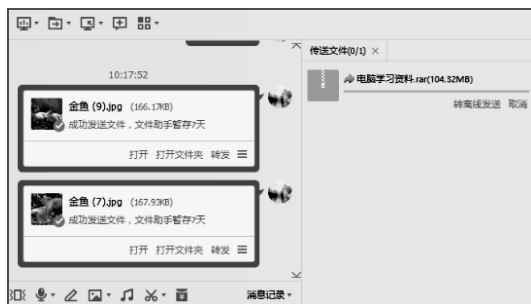 10:17:52
金鱼 (9).jpg (166.17KB)
成功发送文件，文件助手暂存7天
打开 打开文件夹 转发
金鱼 (7).jpg (167.93KB)
成功发送文件，文件助手暂存7天
打开 打开文件夹 转发
消息记录
传送文件(0/1)
电脑学习资料.rar(104.32MB)
转离线发送 取消